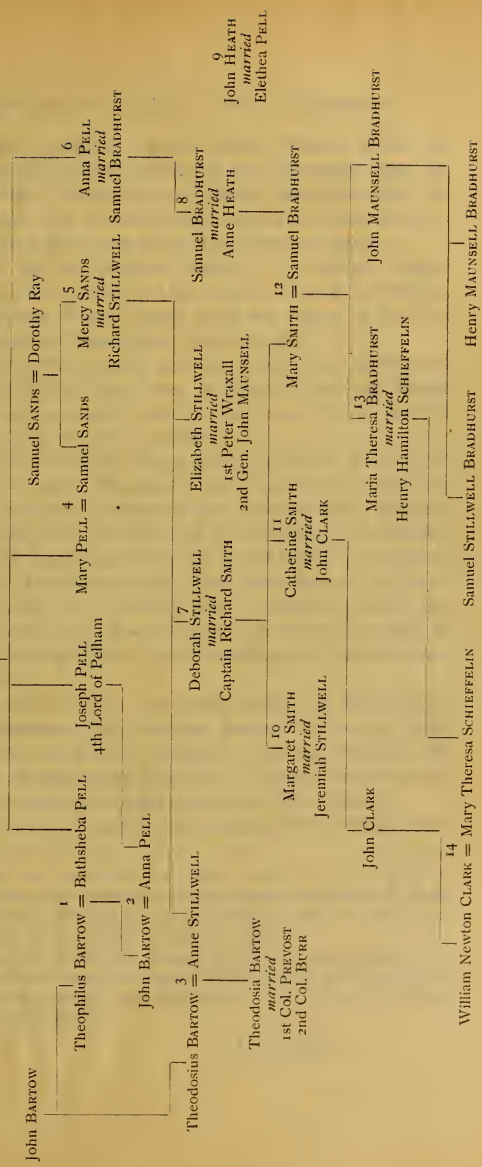 John BARTOW
Samuel SANDS = Dorothy Ray
1
Theophilus BARTOW = Bathsheba PELL
Joseph PELL
4th Lord of Pelham
4
Mary PELL = Samuel SANDS
5
Mercy SANDS
married
Richard STILLWELL
6
Anna PELL
married
Samuel BRADHURST
2
John BARTOW = Anna PELL
3
Theodosius BARTOW = Anne STILLWELL
7
Deborah STILLWELL
married
Captain Richard SMITH
Elizabeth STILLWELL
married
1st Peter WRAXALL
2nd Gen. John MAUNSELL
8
Samuel BRADHURST
married
Anne HEATH
9
John HEATH
married
Elethea PELL
Theodosia BARTOW
married
1st Col. PREVOST
2nd Col. BURR
10
Margaret SMITH
married
Jeremiah STILLWELL
11
Catherine SMITH
married
John CLARK
12
Mary SMITH = Samuel BRADHURST
John CLARK
13
Maria Theresa BRADHURST
married
Henry Hamilton SCHIEFFELIN
John MAUNSELL BRADHURST
14
William Newton CLARK = Mary Theresa SCHIEFFELIN
Samuel STILLWELL BRADHURST
Henry MAUNSELL BRADHURST